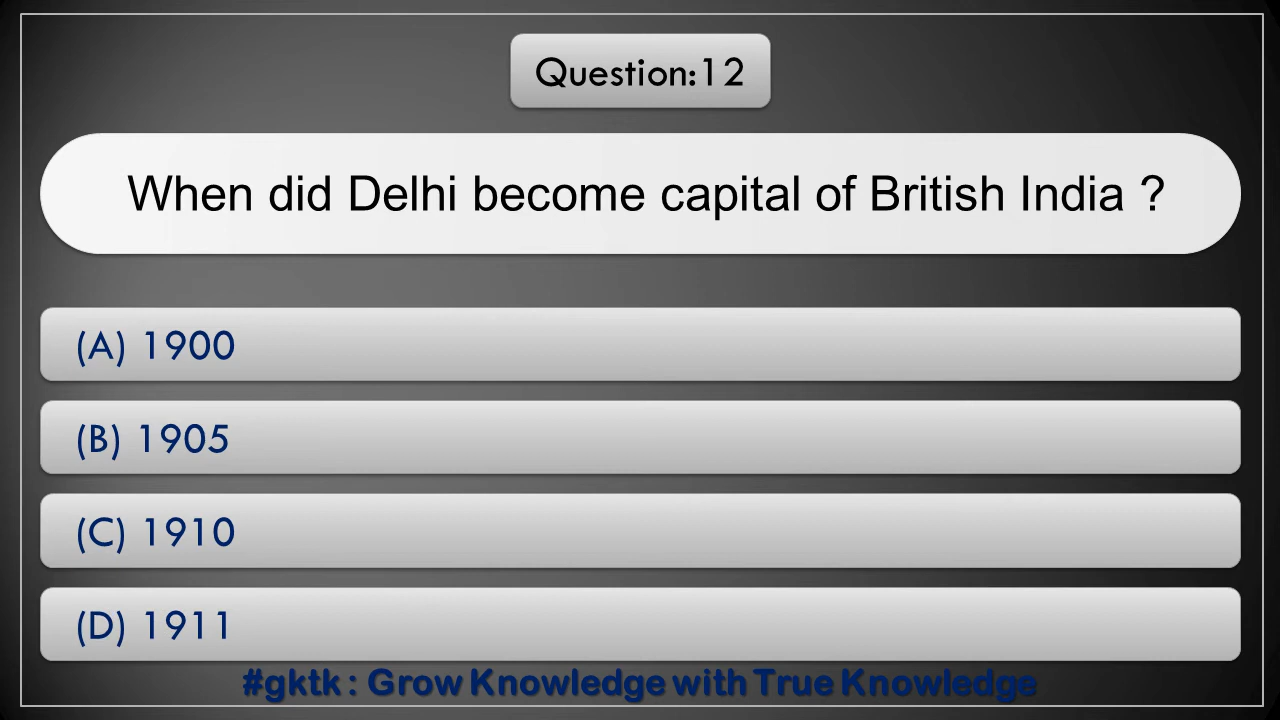 Question:12
When did Delhi become capital of British India ?
(A) 1900
(B) 1905
(C) 1910
(D) 1911
#gktk : Grow Knowledge with True Knowledge